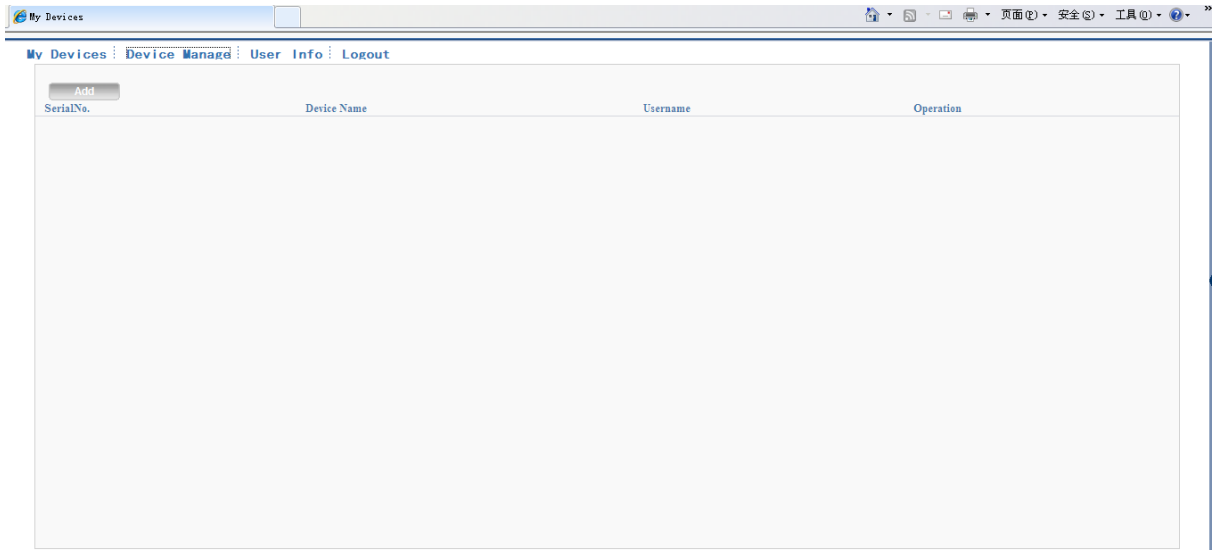 My Devices
页面(P) 安全(S) 工具(O)
»
My Devices Device Manage User Info Logout
Add
SerialNo. Device Name Username Operation